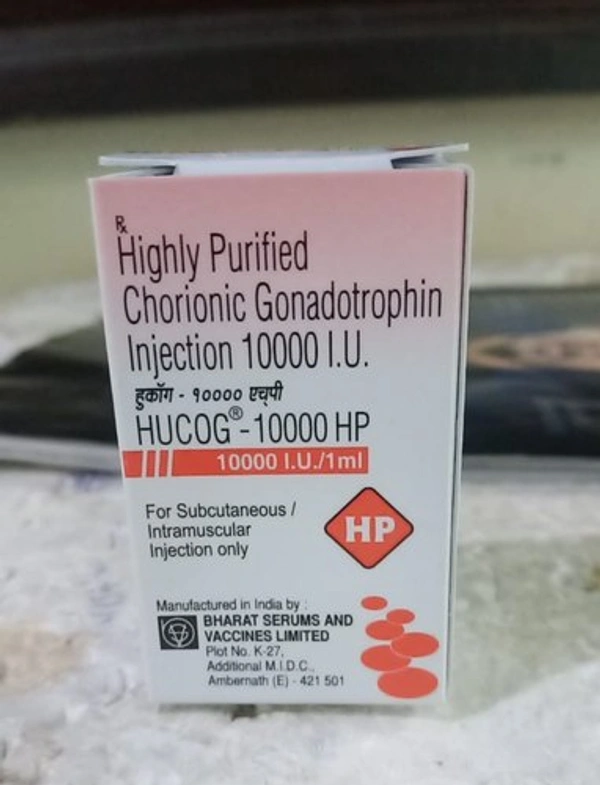 Rx
Highly Purified
Chorionic Gonadotrophin
Injection 10000 I.U.
हुकॉग - १०००० एचपी
HUCOG® - 10000 HP
10000 I.U./1ml
For Subcutaneous /
Intramuscular
Injection only
HP
Manufactured in India by :
BHARAT SERUMS AND
VACCINES LIMITED
Plot No. K-27,
Additional M.I.D.C.,
Ambernath (E) - 421 501